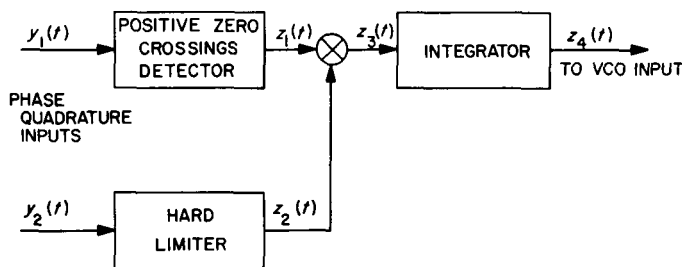 y₁(t)
POSITIVE ZERO
CROSSINGS
DETECTOR
z₁(t)
z₃(t)
INTEGRATOR
z₄(t)
TO VCO INPUT
PHASE
QUADRATURE
INPUTS
y₂(t)
HARD
LIMITER
z₂(t)